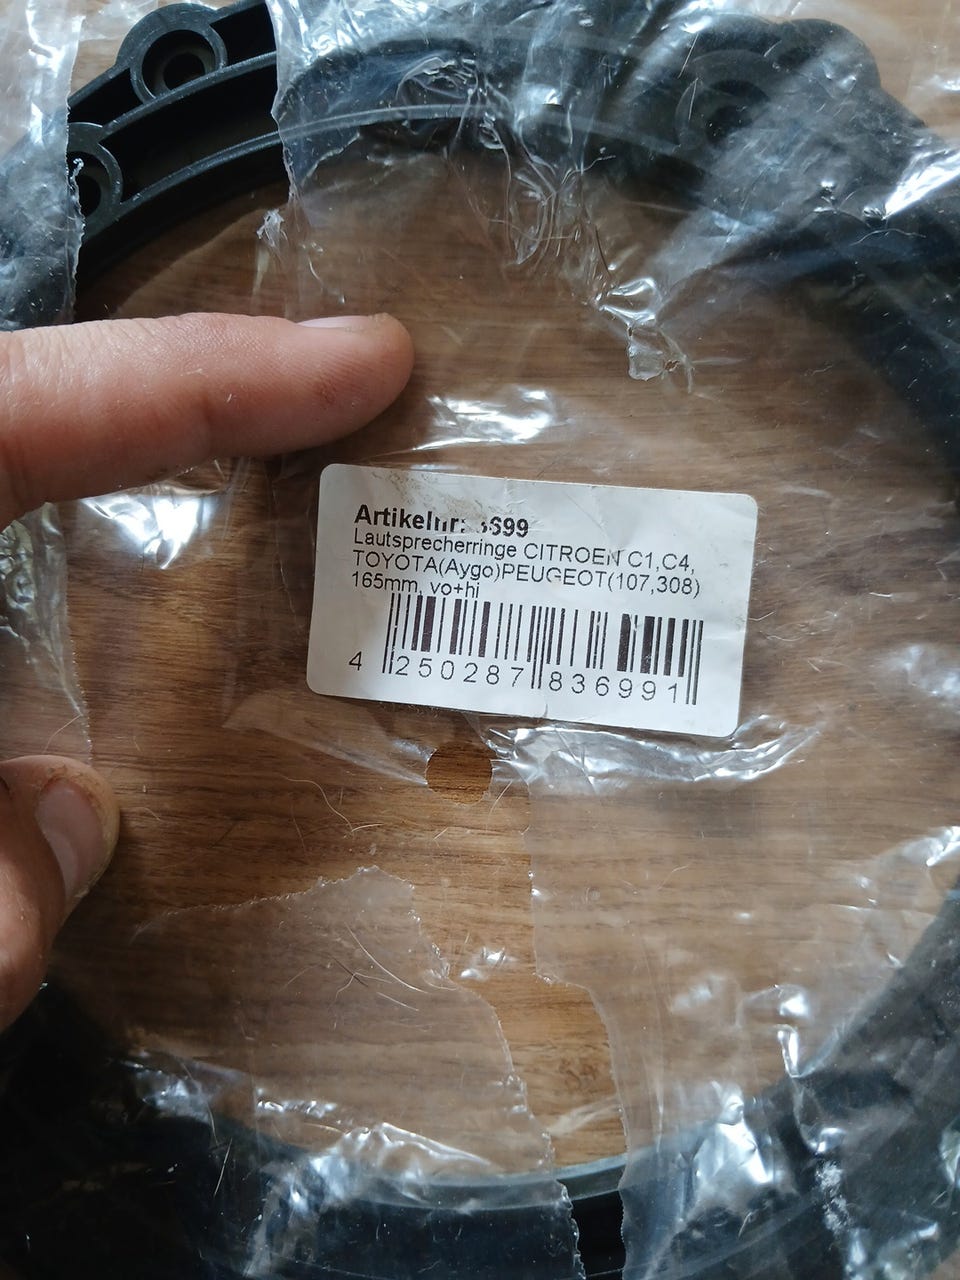 Artikelnr:
Lautsprecherringe CITROEN C1,C4,
TOYOTA(Aygo)PEUGEOT(107,308)
165mm, vo+hi
4 250287 836991